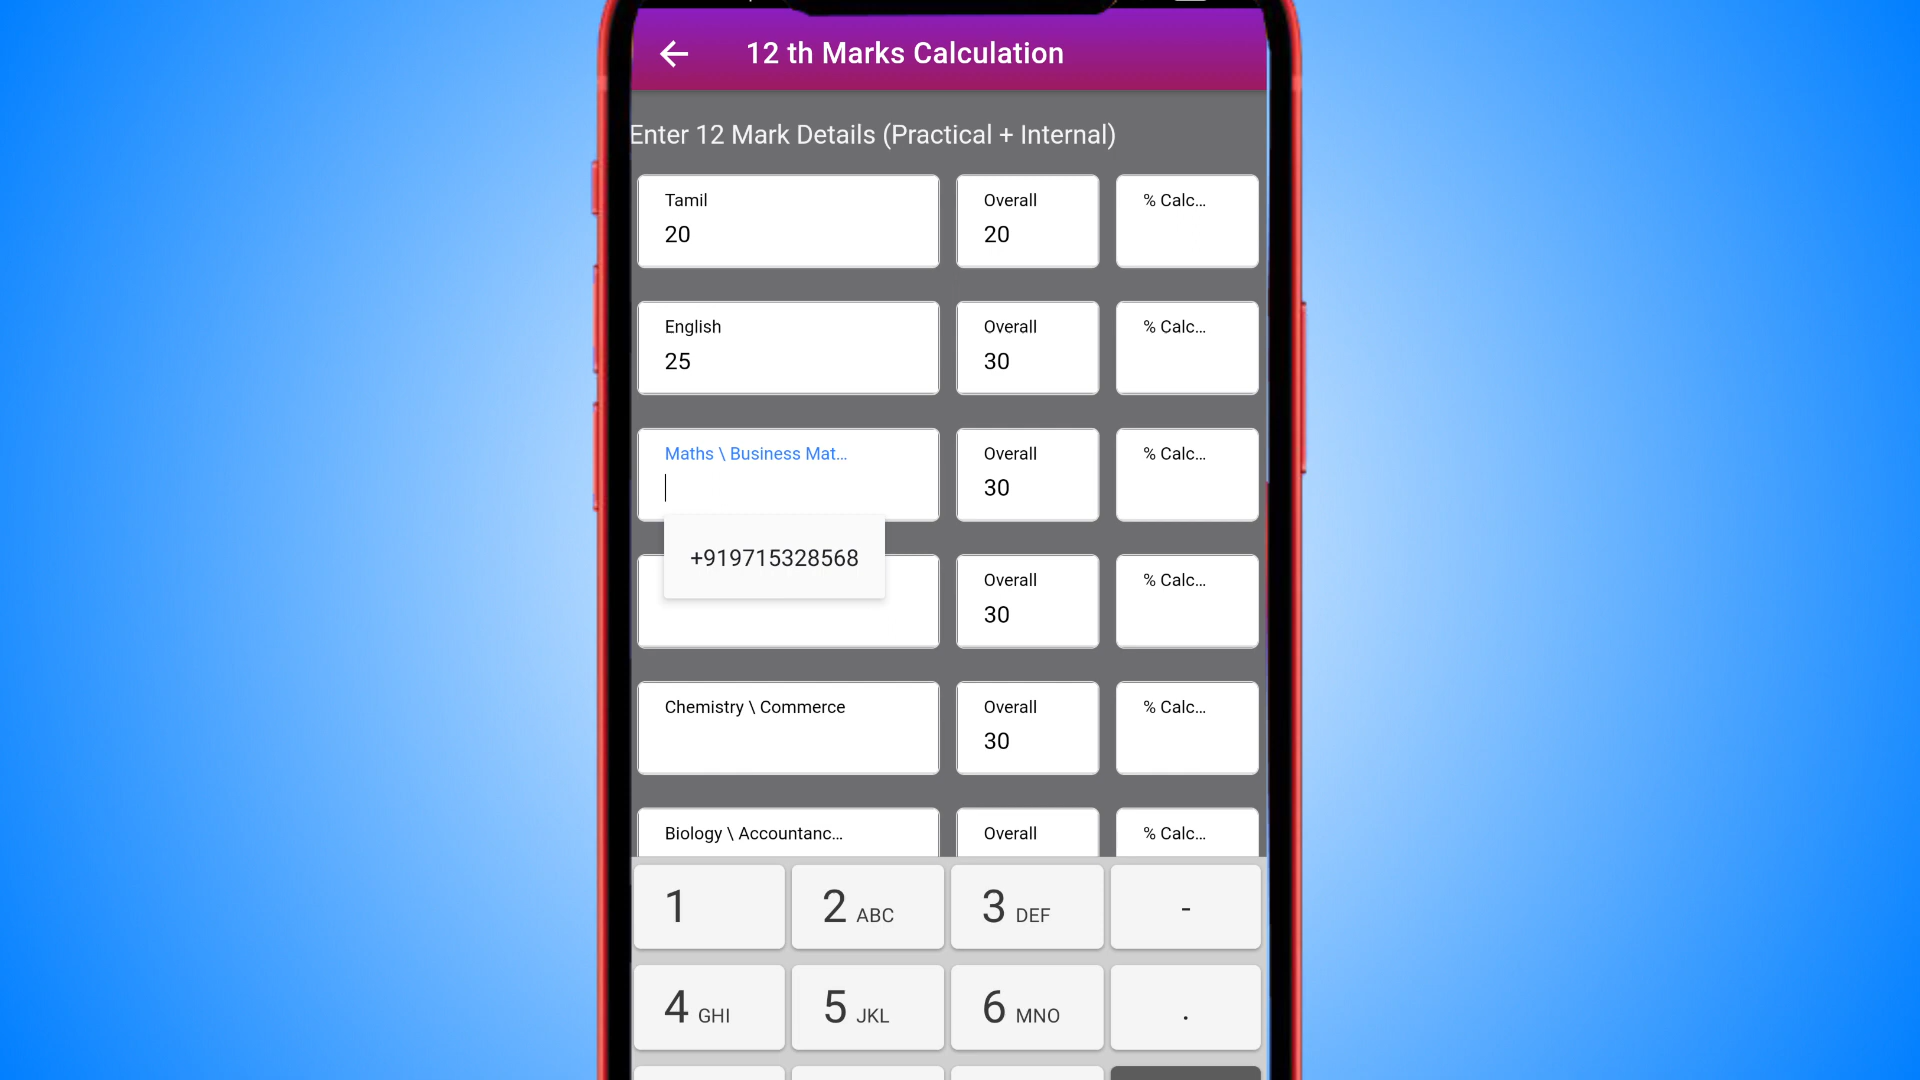 12 th Marks Calculation
Enter 12 Mark Details (Practical + Internal)
Tamil Overall % Calc...
20 20
English Overall % Calc...
25 30
Maths \ Business Mat... Overall % Calc...
30
+919715328568
Overall % Calc...
30
Chemistry \ Commerce Overall % Calc...
30
Biology \ Accountanc... Overall % Calc...
1 2 ABC 3 DEF -
4 GHI 5 JKL 6 MNO .